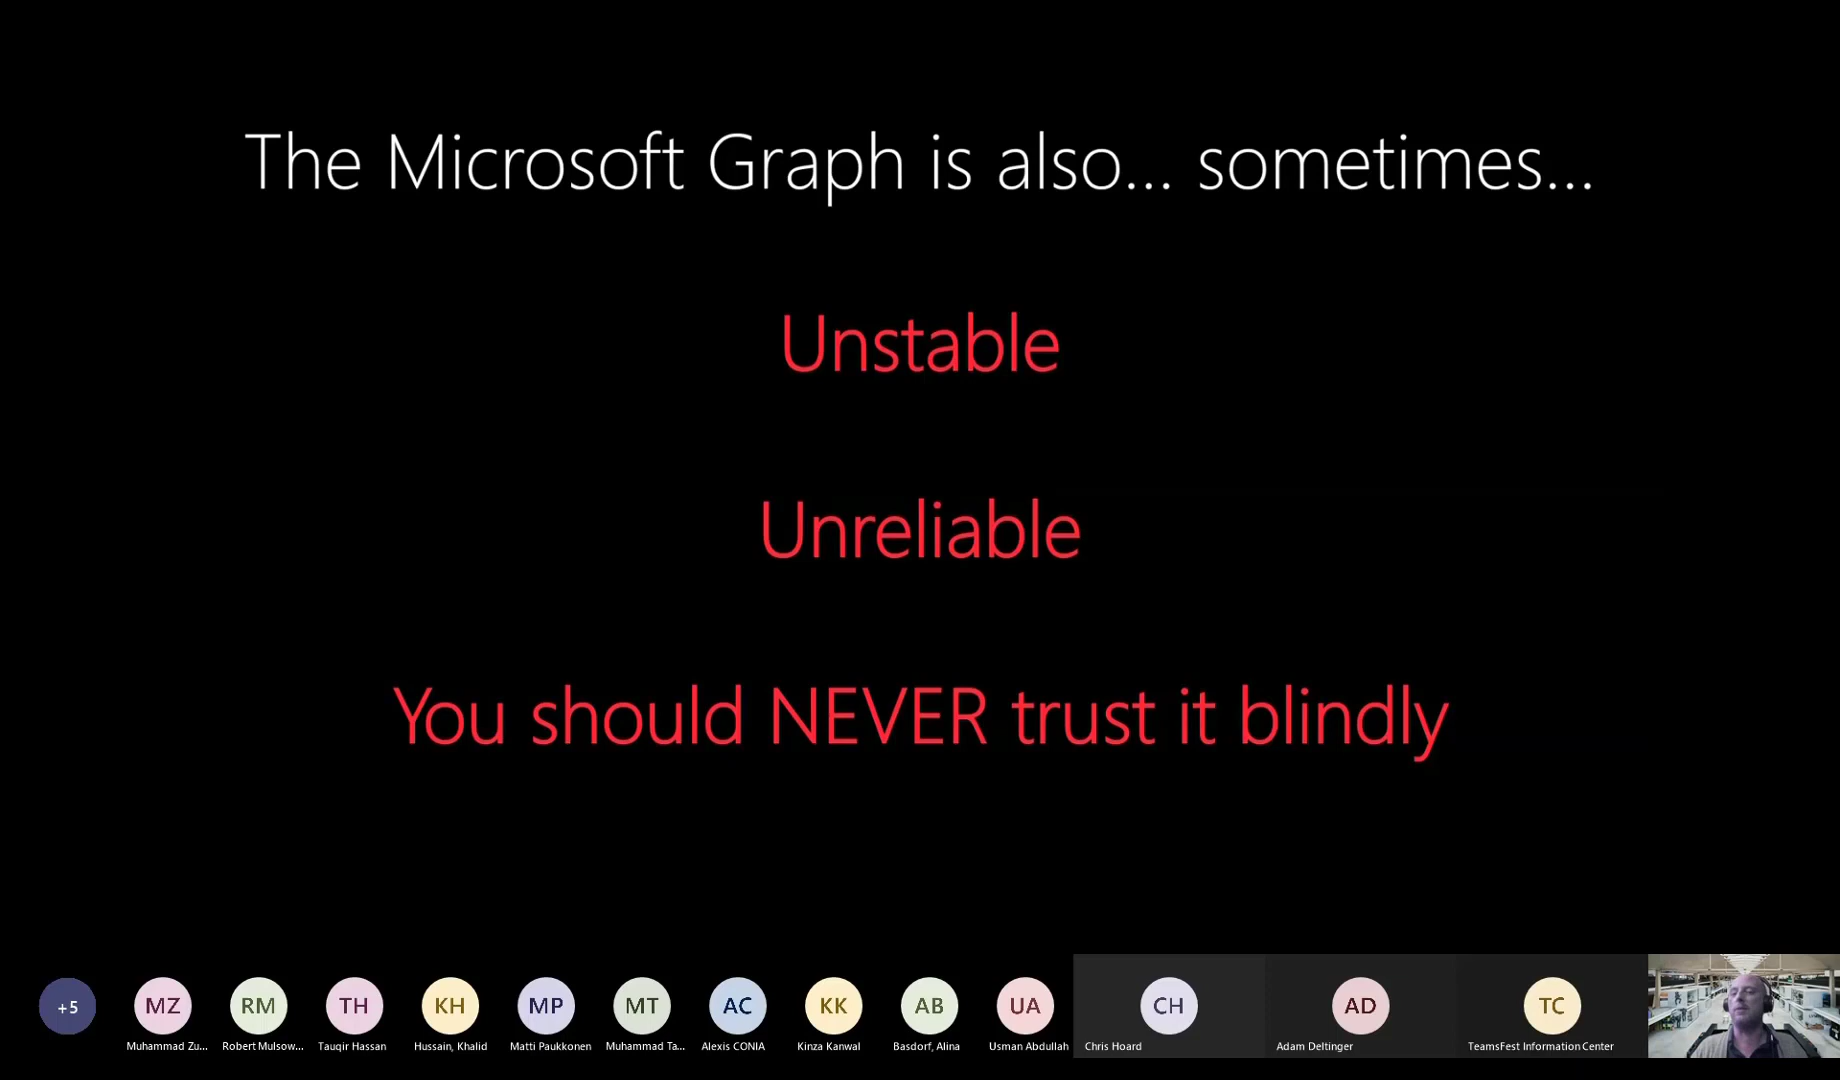 The Microsoft Graph is also... sometimes...
Unstable
Unreliable
You should NEVER trust it blindly
+5 MZ RM TH KH MP MT AC KK AB UA CH AD TC
Muhammad Zu... Robert Mulsow... Tauqir Hassan Hussain, Khalid Matti Paukkonen Muhammad Ta... Alexis CONIA Kinza Kanwal Basdorf, Alina Usman Abdullah Chris Hoard Adam Deltinger TeamsFest Information Center